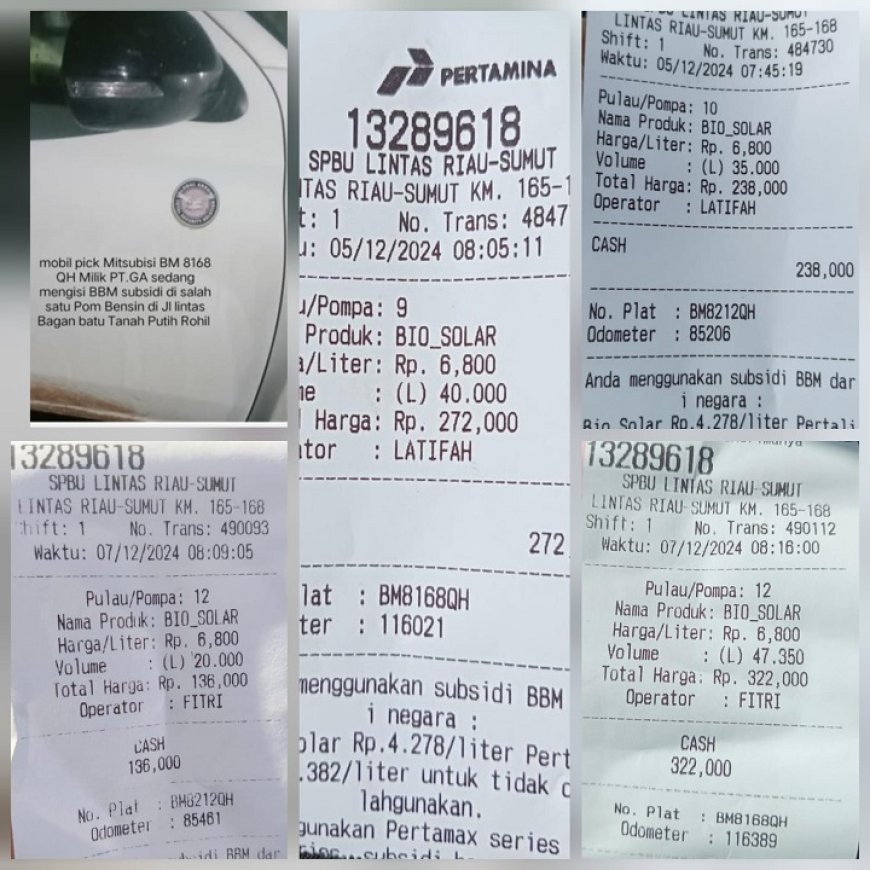 mobil pick Mitsubisi BM 8168
QH Milik PT.GA sedang
mengisi BBM subsidi di salah
satu Pom Bensin di Jl lintas
Bagan batu Tanah Putih Rohil
PERTAMINA
13289618
SPBU LINTAS RIAU-SUMUT
TAS RIAU-SUMUT KM. 165-1
t: 1 No. Trans: 4847
u: 05/12/2024 08:05:11
u/Pompa: 9
Produk: BIO_SOLAR
a/Liter: Rp. 6,800
me : (L) 40.000
Harga: Rp. 272,000
tor : LATIFAH
272
lat : BM8168QH
ter : 116021
menggunakan subsidi BBM
i negara :
olar Rp.4.278/liter Pert
.382/liter untuk tidak d
lahgunakan.
gunakan Pertamax series
subsidi
SPBU LINTAS RIAU-SUMUT
LINTAS RIAU-SUMUT KM. 165-168
Shift: 1 No. Trans: 484730
Waktu: 05/12/2024 07:45:19
Pulau/Pompa: 10
Nama Produk: BIO_SOLAR
Harga/Liter: Rp. 6,800
Volume : (L) 35.000
Total Harga: Rp. 238,000
Operator : LATIFAH
CASH
238,000
No. Plat : BM8212QH
Odometer : 85206
Anda menggunakan subsidi BBM dar
i negara :
Bio Solar Rp.4.278/liter Pertali
13289618
SPBU LINTAS RIAU-SUMUT
LINTAS RIAU-SUMUT KM. 165-168
hift: 1 No. Trans: 490093
Waktu: 07/12/2024 08:09:05
Pulau/Pompa: 12
Nama Produk: BIO_SOLAR
Harga/Liter: Rp. 6,800
Volume : (L) 20.000
Total Harga: Rp. 136,000
Operator : FITRI
CASH
136,000
No. Plat : BM8212QH
Odometer : 85461
subsidi BBM dar
13289618
SPBU LINTAS RIAU-SUMUT
LINTAS RIAU-SUMUT KM. 165-168
Shift: 1 No. Trans: 490112
Waktu: 07/12/2024 08:16:00
Pulau/Pompa: 12
Nama Produk: BIO_SOLAR
Harga/Liter: Rp. 6,800
Volume : (L) 47.350
Total Harga: Rp. 322,000
Operator : FITRI
CASH
322,000
No. Plat : BM8168QH
Odometer : 116389